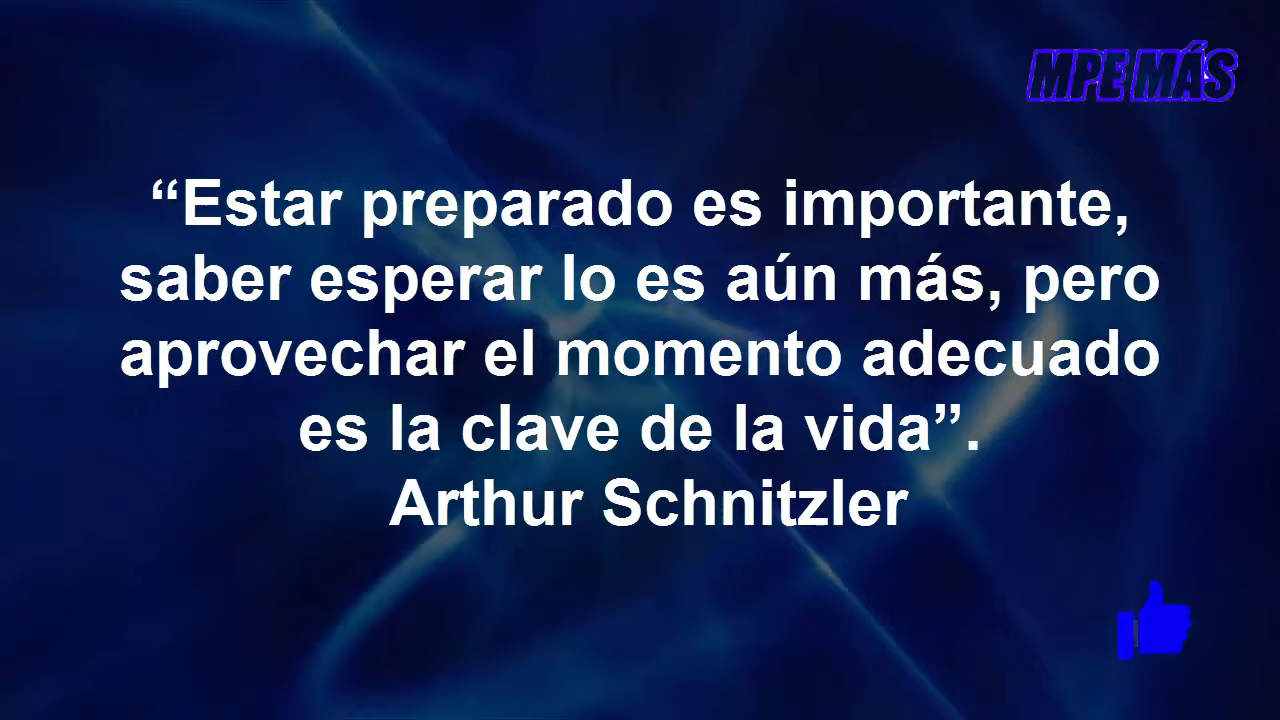 MPE MÁS
“Estar preparado es importante,
saber esperar lo es aún más, pero
aprovechar el momento adecuado
es la clave de la vida”.
Arthur Schnitzler